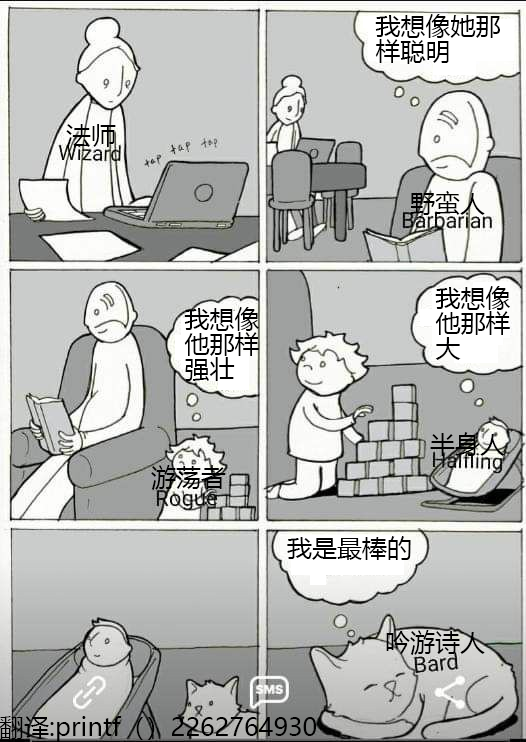 法师
Wizard
tap tap tap
我想像她那
样聪明
野蛮人
Barbarian
我想像
他那样
强壮
游荡者
Rogue
我想像
他那样
大
半身人
Halfling
SMS
我是最棒的
吟游诗人
Bard
翻译:printf（）2262764930